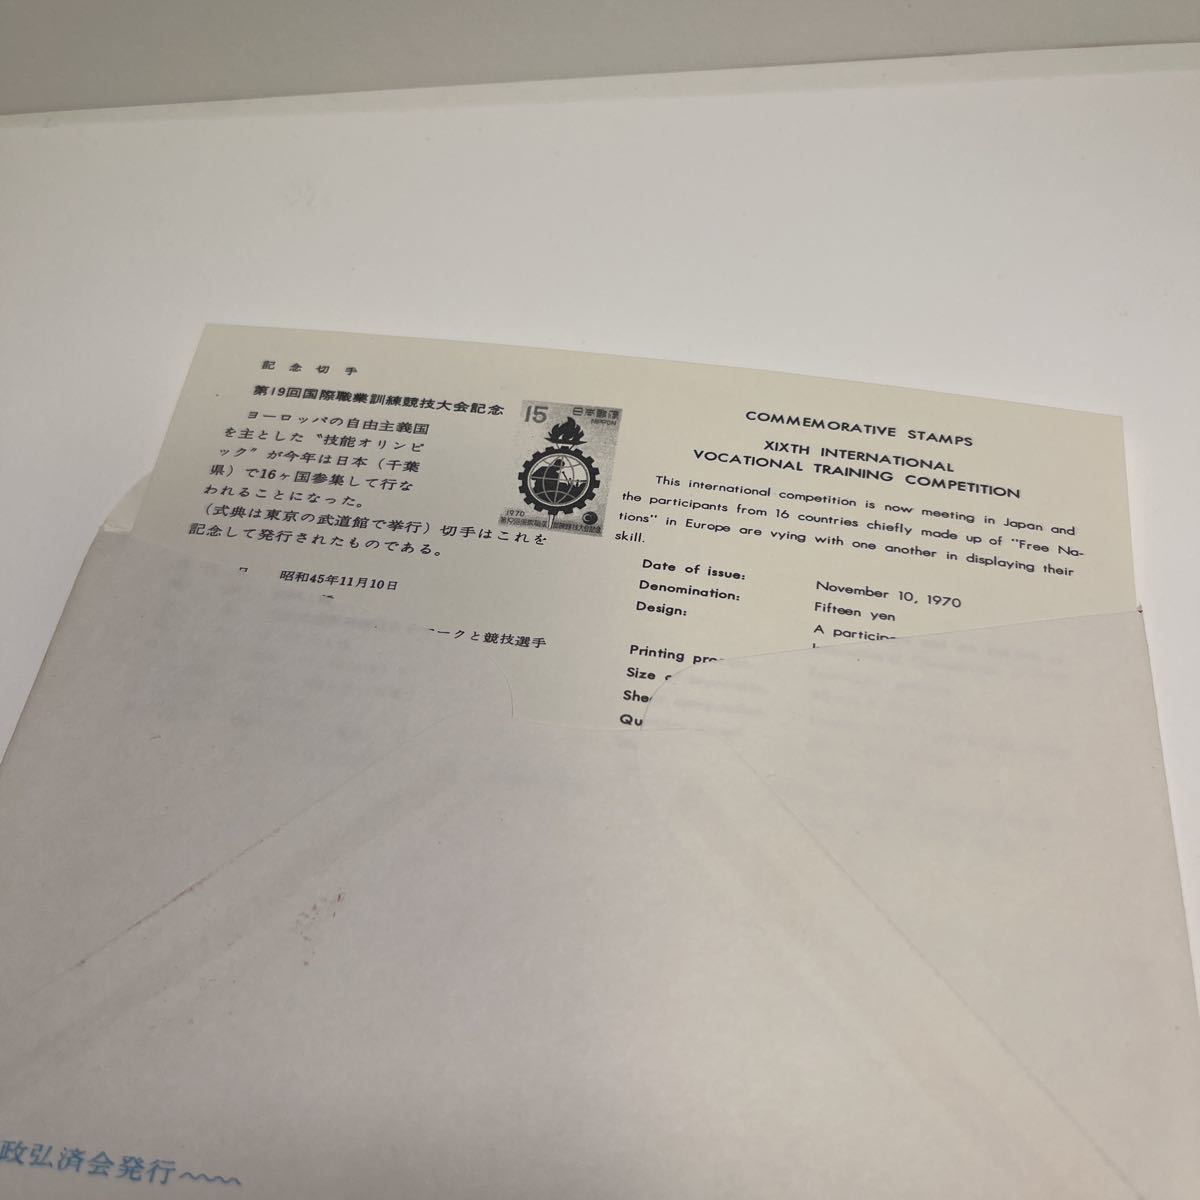 記念切手
第19回国際職業訓練競技大会記念
ヨーロッパの自由主義国
を主とした〝技能オリンピ
ック〟が今年は日本(千葉
県)で16ヶ国参集して行な
われることになった。
(式典は東京の武道館で挙行)切手はこれを
記念して発行されたものである。
昭和45年11月10日
ークと競技選手
15
日本郵便
NIPPON
1970
COMMEMORATIVE STAMPS
XIXTH INTERNATIONAL
VOCATIONAL TRAINING COMPETITION
This international competition is now meeting in Japan and
the participants from 16 countries chiefly made up of "Free Na-
tions" in Europe are vying with one another in displaying their
skill.
Date of issue: November 10, 1970
Denomination: Fifteen yen
Design: A particip
Printing pr
Size
She
Qu
政弘済会発行